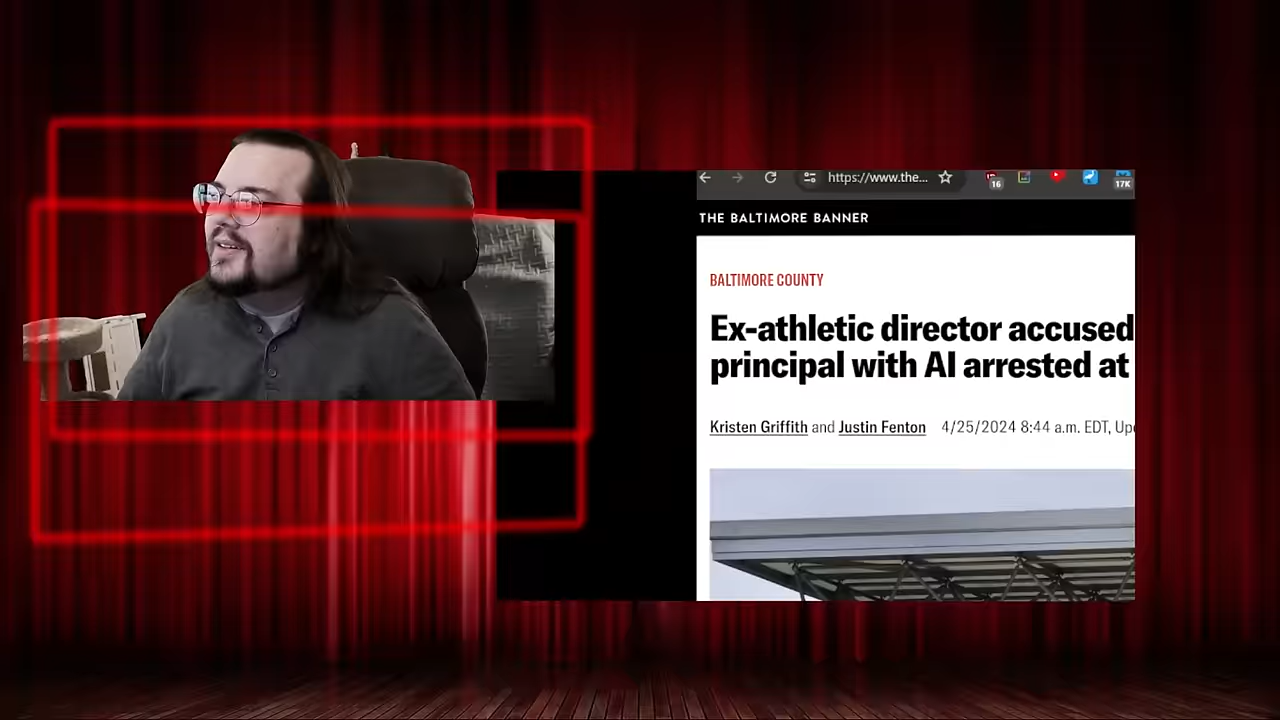 https://www.the...
16
17K
THE BALTIMORE BANNER
BALTIMORE COUNTY
Ex-athletic director accused
principal with AI arrested at
Kristen Griffith and Justin Fenton 4/25/2024 8:44 a.m. EDT, Up